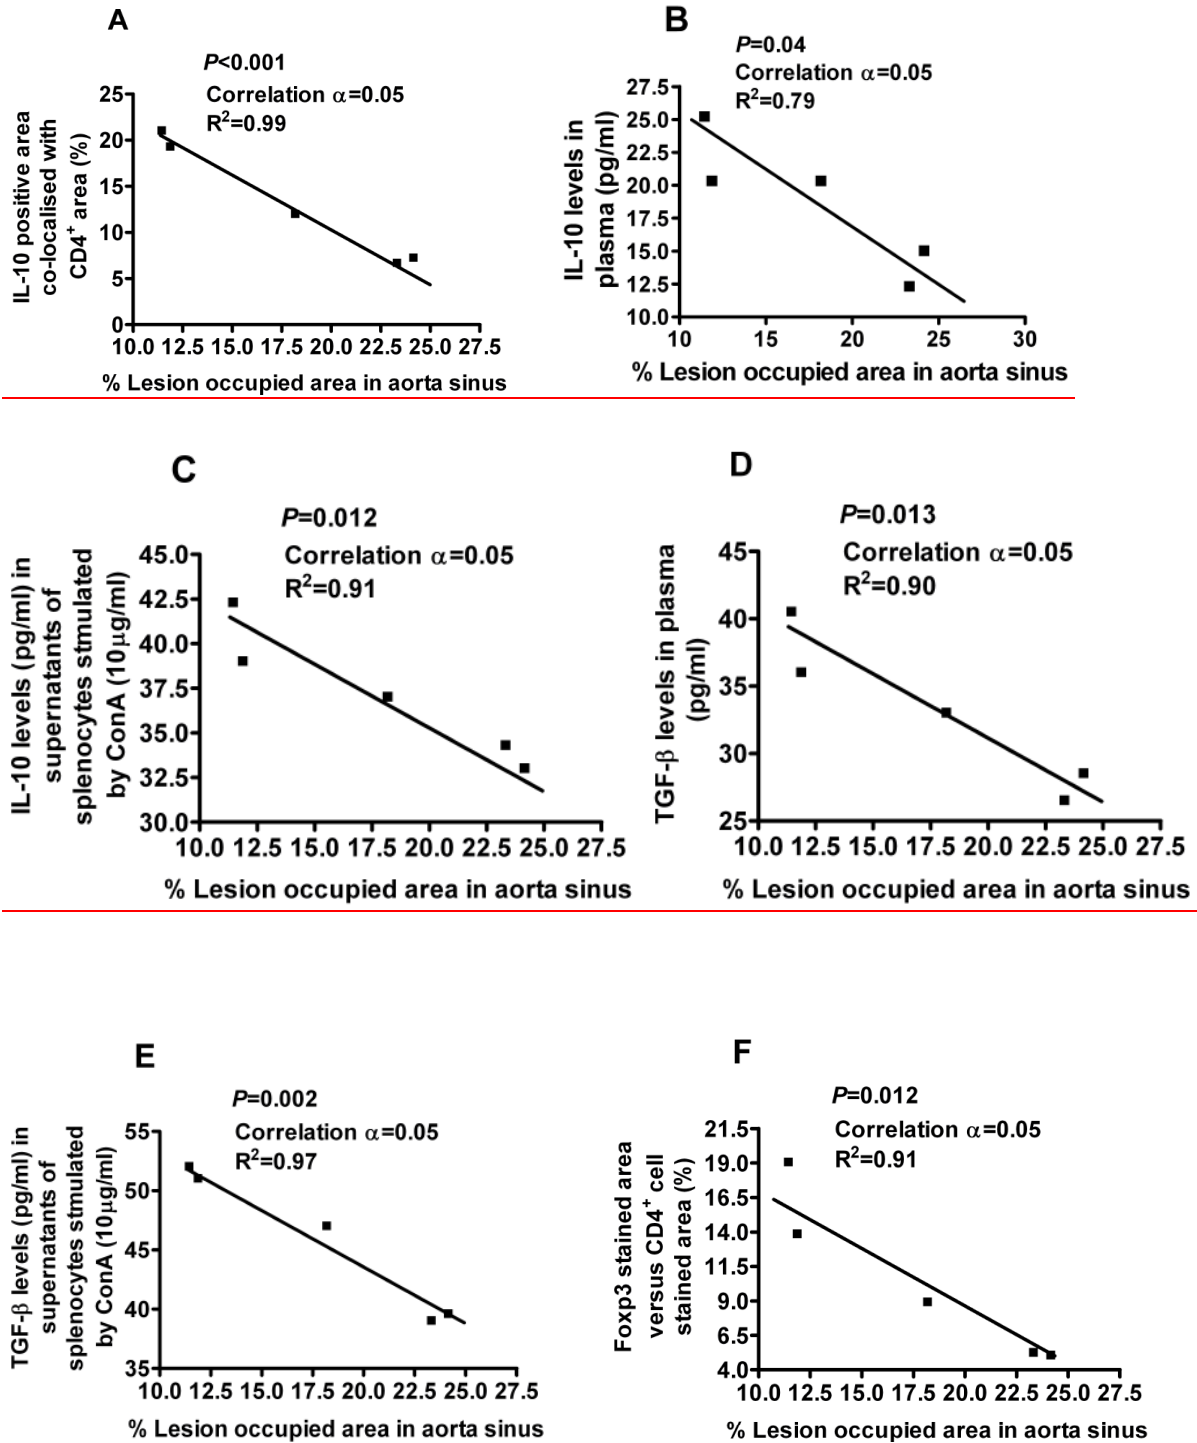 A
P<0.001
Correlation α=0.05
R²=0.99
IL-10 positive area
co-localised with
CD4⁺ area (%)
25
20
15
10
5
0
10.0 12.5 15.0 17.5 20.0 22.5 25.0 27.5
% Lesion occupied area in aorta sinus
B
P=0.04
Correlation α=0.05
R²=0.79
IL-10 levels in
plasma (pg/ml)
27.5
25.0
22.5
20.0
17.5
15.0
12.5
10.0
10 15 20 25 30
% Lesion occupied area in aorta sinus
C
P=0.012
Correlation α=0.05
R²=0.91
IL-10 levels (pg/ml) in
supernatants of
splenocytes stmulated
by ConA (10µg/ml)
45.0
42.5
40.0
37.5
35.0
32.5
30.0
10.0 12.5 15.0 17.5 20.0 22.5 25.0 27.5
% Lesion occupied area in aorta sinus
D
P=0.013
Correlation α=0.05
R²=0.90
TGF-β levels in plasma
(pg/ml)
45
40
35
30
25
10.0 12.5 15.0 17.5 20.0 22.5 25.0 27.5
% Lesion occupied area in aorta sinus
E
P=0.002
Correlation α=0.05
R²=0.97
TGF-β levels (pg/ml) in
supernatants of
splenocytes stmulated
by ConA (10µg/ml)
55
50
45
40
35
10.0 12.5 15.0 17.5 20.0 22.5 25.0 27.5
% Lesion occupied area in aorta sinus
F
P=0.012
Correlation α=0.05
R²=0.91
Foxp3 stained area
versus CD4⁺ cell
stained area (%)
21.5
19.0
16.5
14.0
11.5
9.0
6.5
4.0
10.0 12.5 15.0 17.5 20.0 22.5 25.0 27.5
% Lesion occupied area in aorta sinus